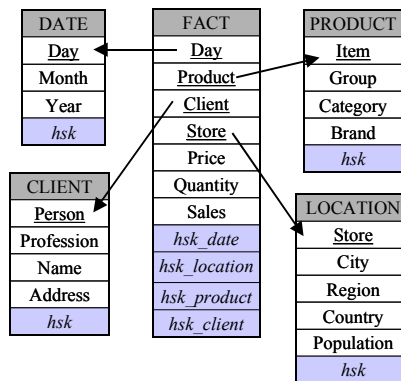 DATE
Day
Month
Year
hsk
FACT
Day
Product
Client
Store
Price
Quantity
Sales
hsk_date
hsk_location
hsk_product
hsk_client
PRODUCT
Item
Group
Category
Brand
hsk
CLIENT
Person
Profession
Name
Address
hsk
LOCATION
Store
City
Region
Country
Population
hsk